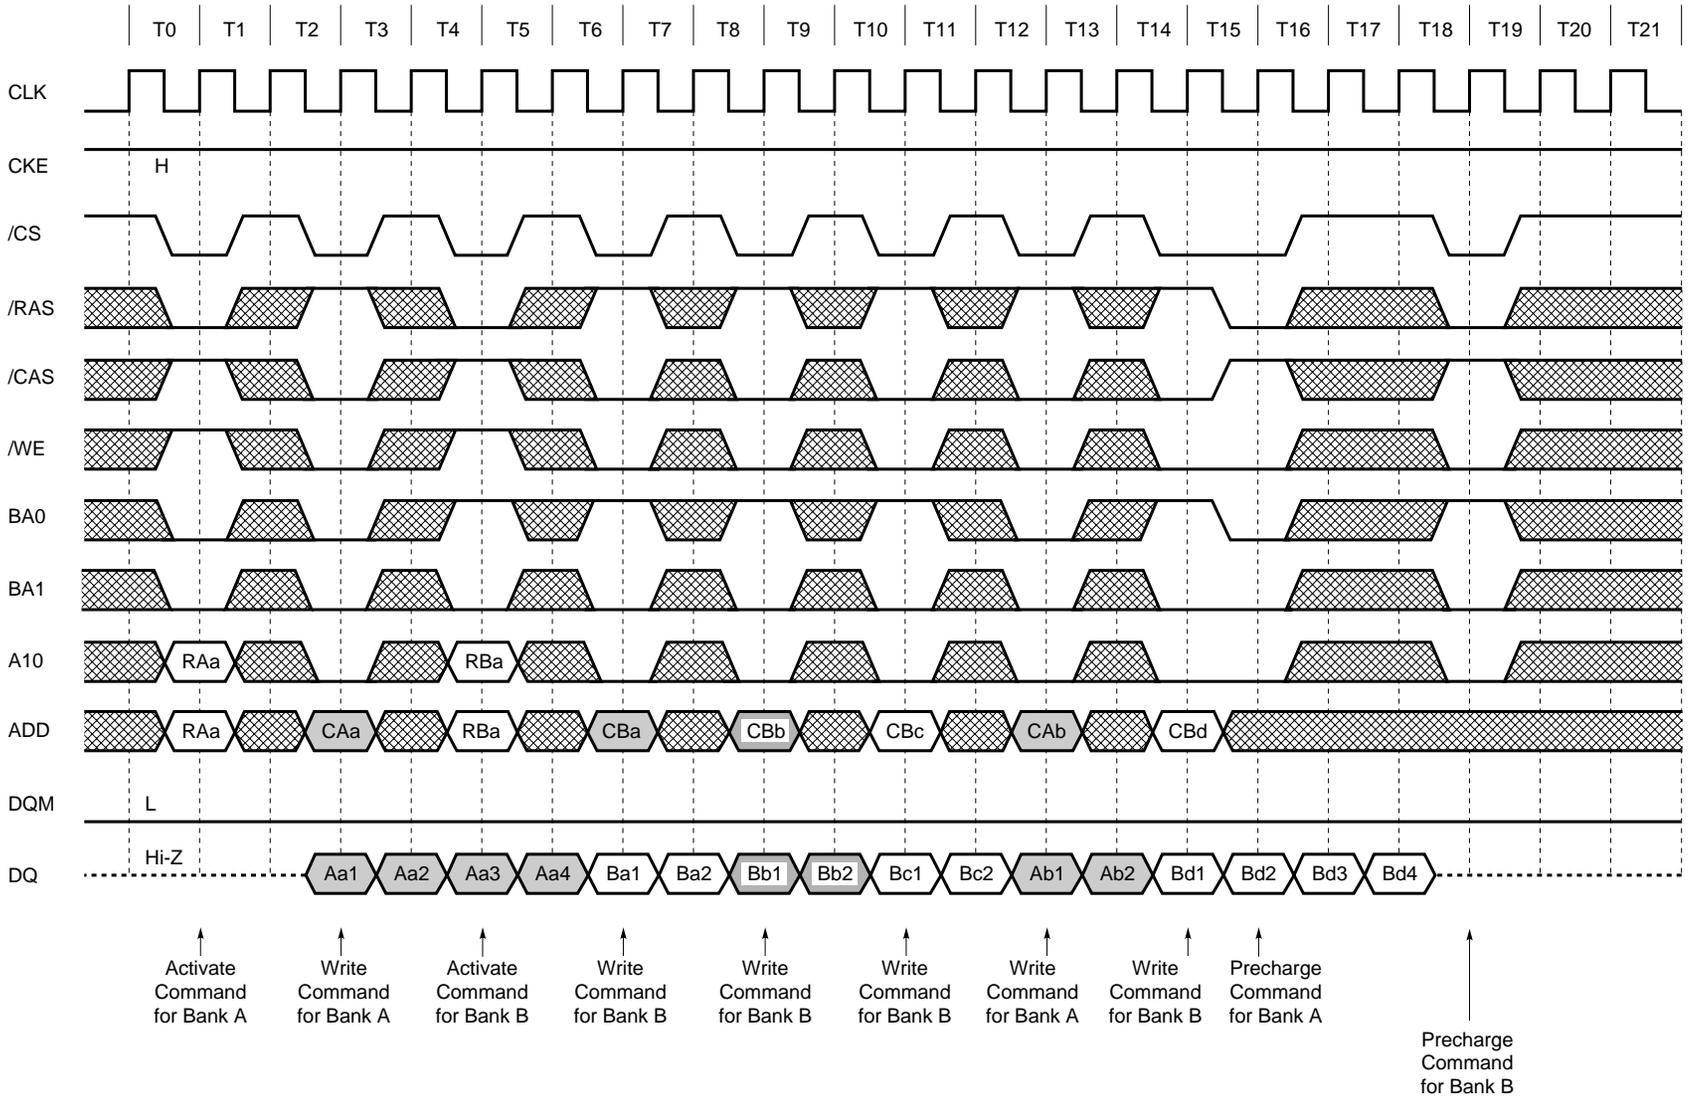 T0 T1 T2 T3 T4 T5 T6 T7 T8 T9 T10 T11 T12 T13 T14 T15 T16 T17 T18 T19 T20 T21
CLK
CKE H
/CS
/RAS
/CAS
/WE
BA0
BA1
A10 RAa RBa
ADD RAa CAa RBa CBa CBb CBc CAb CBd
DQM L
Hi-Z
DQ Aa1 Aa2 Aa3 Aa4 Ba1 Ba2 Bb1 Bb2 Bc1 Bc2 Ab1 Ab2 Bd1 Bd2 Bd3 Bd4
Activate
Command
for Bank A
Write
Command
for Bank A
Activate
Command
for Bank B
Write
Command
for Bank B
Write
Command
for Bank B
Write
Command
for Bank B
Write
Command
for Bank A
Write
Command
for Bank B
Precharge
Command
for Bank A
Precharge
Command
for Bank B